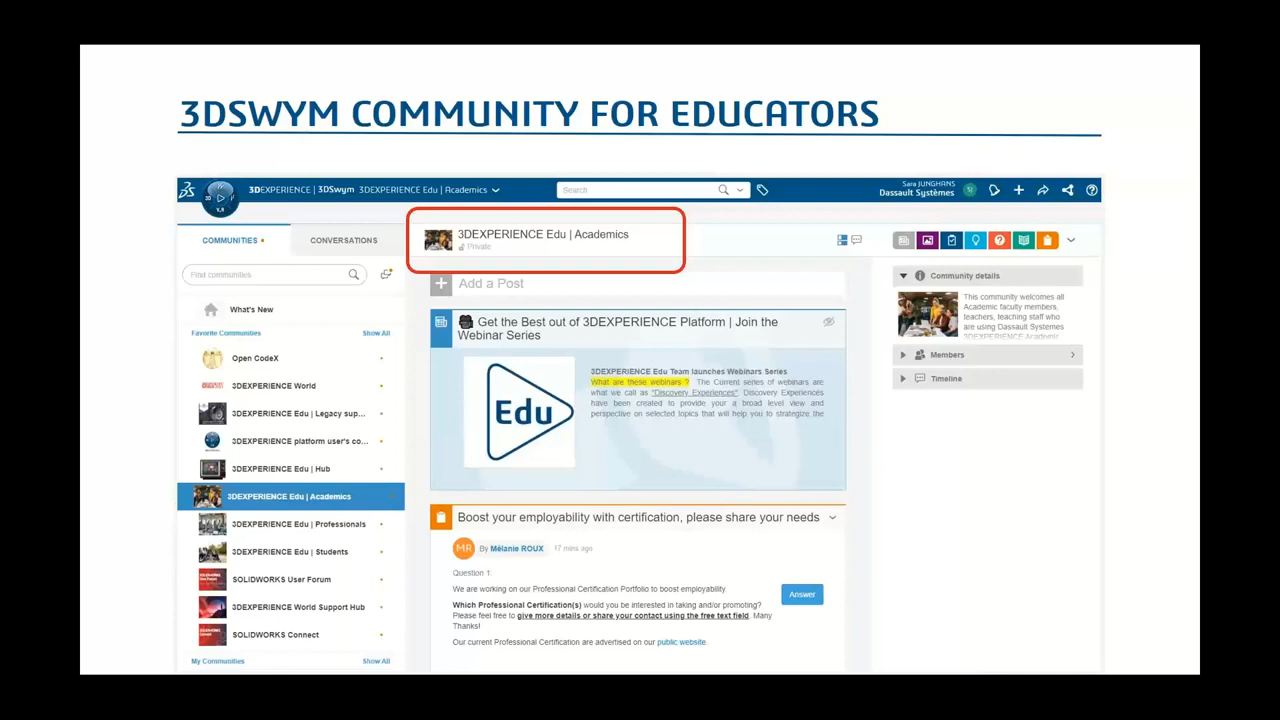 3DSWYM COMMUNITY FOR EDUCATORS
3DEXPERIENCE | 3DSwym 3DEXPERIENCE Edu | Academics
Search
Sara JUNGHANS
Dassault Systèmes
COMMUNITIES
CONVERSATIONS
Find communities
What's New
Favorite Communities
Show All
Open CodeX
3DEXPERIENCE World
3DEXPERIENCE Edu | Legacy sup...
3DEXPERIENCE platform user's co...
3DEXPERIENCE Edu | Hub
3DEXPERIENCE Edu | Academics
3DEXPERIENCE Edu | Professionals
3DEXPERIENCE Edu | Students
SOLIDWORKS User Forum
3DEXPERIENCE World Support Hub
SOLIDWORKS Connect
My Communities
Show All
3DEXPERIENCE Edu | Academics
Private
Add a Post
Get the Best out of 3DEXPERIENCE Platform | Join the
Webinar Series
Edu
3DEXPERIENCE Edu Team launches Webinars Series
What are these webinars ? The Current series of webinars are
what we call as "Discovery Experiences". Discovery Experiences
have been created to provide your a broad level view and
perspective on selected topics that will help you to strategize the
Boost your employability with certification, please share your needs
MR
By Mélanie ROUX 17 mins ago
Question 1:
We are working on our Professional Certification Portfolio to boost employability.
Which Professional Certification(s) would you be interested in taking and/or promoting?
Please feel free to give more details or share your contact using the free text field. Many
Thanks!
Our current Professional Certification are advertised on our public website.
Answer
Community details
This community welcomes all
Academic faculty members,
teachers, teaching staff who
are using Dassault Systemes
3DEXPERIENCE Academic
Members
Timeline